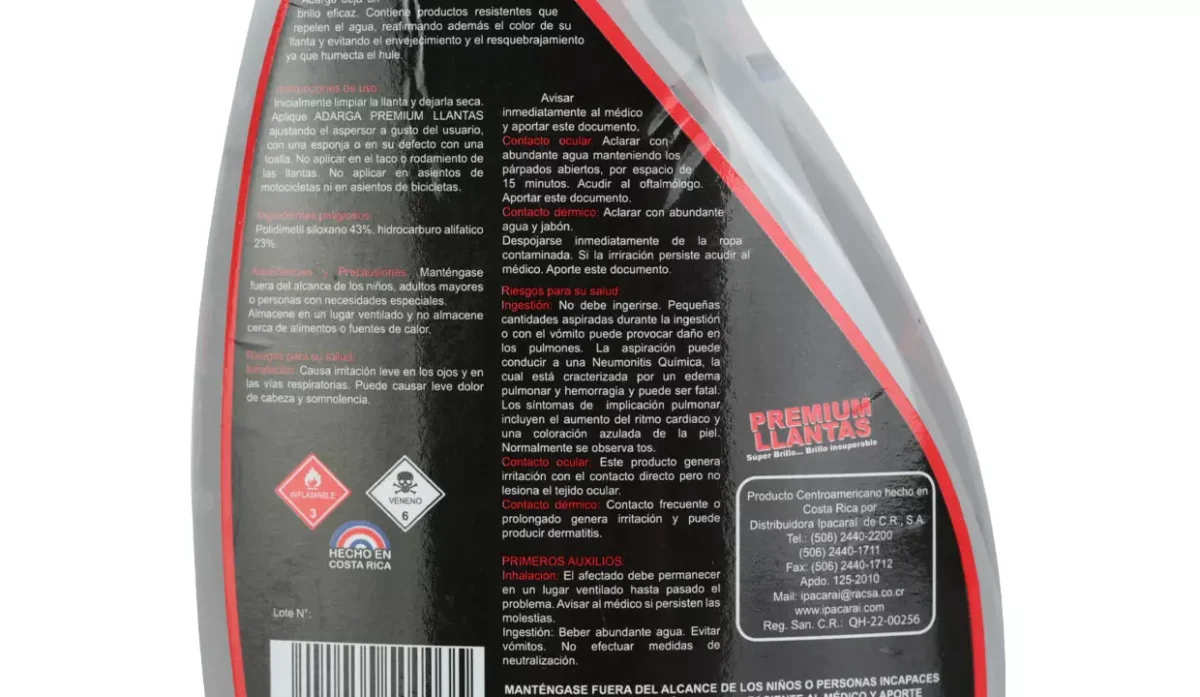 Adarga deja un
brillo eficaz. Contiene productos resistentes que
repelen el agua, reafirmando además el color de su
llanta y evitando el envejecimiento y el resquebrajamiento
ya que humecta el hule.
Instrucciones de uso:
Inicialmente limpiar la llanta y dejarla seca.
Aplique ADARGA PREMIUM LLANTAS
ajustando el aspersor a gusto del usuario,
con una esponja o en su defecto con una
toalla. No aplicar en el taco o rodamiento de
las llantas. No aplicar en asientos de
motocicletas ni en asientos de bicicletas.
Ingredientes peligrosos:
Polidimetil siloxano 43%, hidrocarburo alifatico
23%.
Advertencias y Precauciones: Manténgase
fuera del alcance de los niños, adultos mayores
o personas con necesidades especiales.
Almacene en un lugar ventilado y no almacene
cerca de alimentos o fuentes de calor.
Riesgos para su salud:
Inhalación: Causa irritación leve en los ojos y en
las vías respiratorias. Puede causar leve dolor
de cabeza y somnolencia.
INFLAMABLE
3
VENENO
6
HECHO EN
COSTA RICA
Lote N°:
Avisar
inmediatamente al médico
y aportar este documento.
Contacto ocular: Aclarar con
abundante agua manteniendo los
párpados abiertos, por espacio de
15 minutos. Acudir al oftalmólogo.
Aportar este documento.
Contacto dérmico: Aclarar con abundante
agua y jabón.
Despojarse inmediatamente de la ropa
contaminada. Si la irriración persiste acudir al
médico. Aporte este documento.
Riesgos para su salud:
Ingestión: No debe ingerirse. Pequeñas
cantidades aspiradas durante la ingestión
o con el vómito puede provocar daño en
los pulmones. La aspiración puede
conducir a una Neumonitis Química, la
cual está cracterizada por un edema
pulmonar y hemorragia y puede ser fatal.
Los síntomas de implicación pulmonar
incluyen el aumento del ritmo cardiaco y
una coloración azulada de la piel.
Normalmente se observa tos.
Contacto ocular: Este producto genera
irritación con el contacto directo pero no
lesiona el tejido ocular.
Contacto dérmico: Contacto frecuente o
prolongado genera irritación y puede
producir dermatitis.
PRIMEROS AUXILIOS:
Inhalacion: El afectado debe permanecer
en un lugar ventilado hasta pasado el
problema. Avisar al médico si persisten las
molestias.
Ingestión: Beber abundante agua. Evitar
vómitos. No efectuar medidas de
neutralización.
MANTÉNGASE FUERA DEL ALCANCE DE LOS NIÑOS O PERSONAS INCAPACES
AL MÉDICO Y APORTE
PREMIUM
LLANTAS
Súper Brillo... Brillo insuperable
Producto Centroamericano hecho en
Costa Rica por
Distribuidora Ipacaraí de C.R., S.A.
Tel.: (506) 2440-2200
(506) 2440-1711
Fax: (506) 2440-1712
Apdo. 125-2010
Mail: ipacarai@racsa.co.cr
www.ipacarai.com
Reg. San. C.R.: QH-22-00256